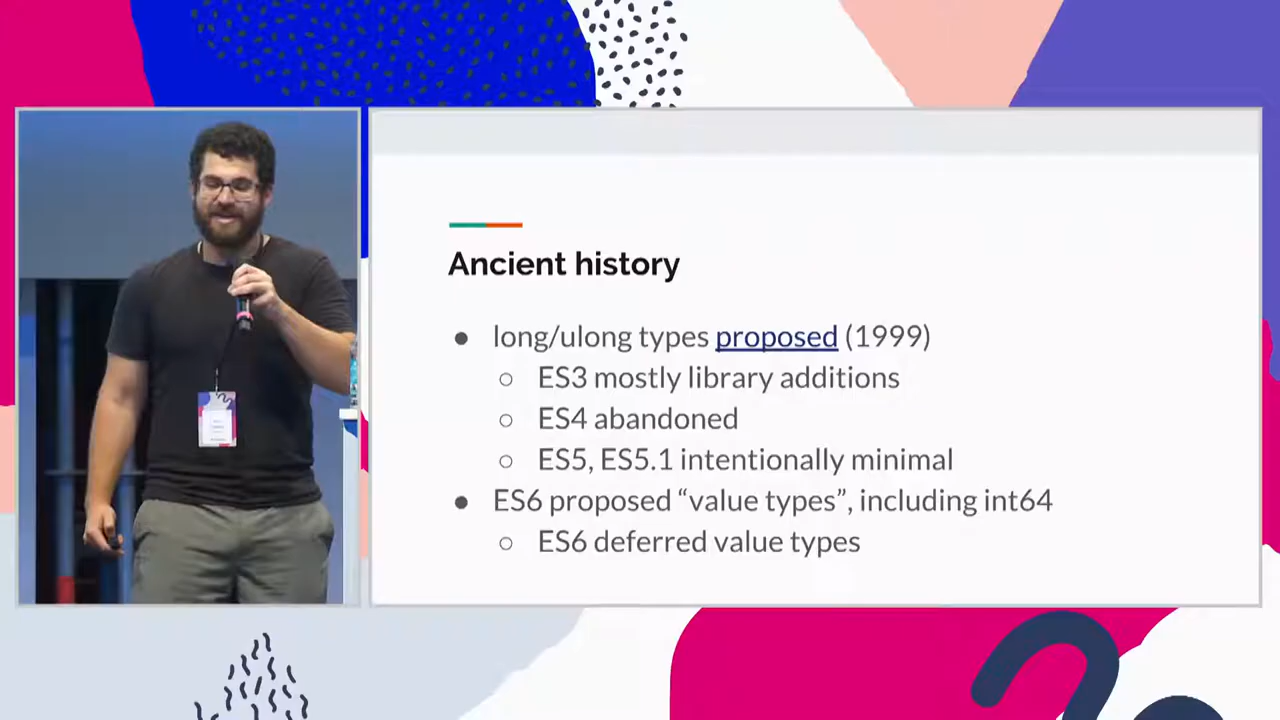 Ancient history
● long/ulong types proposed (1999)
○ ES3 mostly library additions
○ ES4 abandoned
○ ES5, ES5.1 intentionally minimal
● ES6 proposed “value types”, including int64
○ ES6 deferred value types